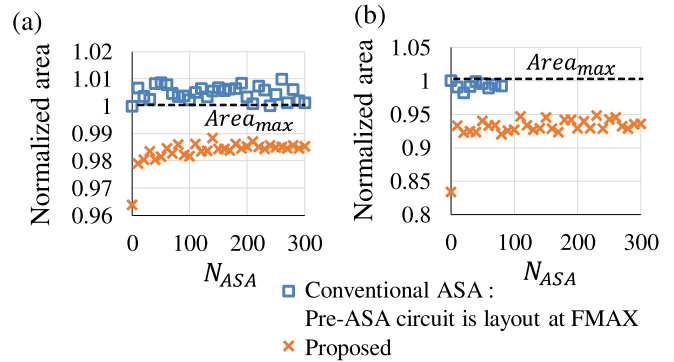 (a)
Normalized area
1.02
1.01
1
0.99
0.98
0.97
0.96
Area_max
0 100 200 300
N_ASA
(b)
Normalized area
1.05
1
0.95
0.9
0.85
0.8
Area_max
0 100 200 300
N_ASA
Conventional ASA :
Pre-ASA circuit is layout at FMAX
Proposed